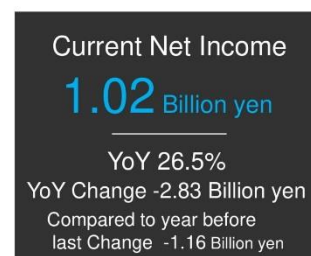 Current Net Income
1.02 Billion yen
YoY 26.5%
YoY Change -2.83 Billion yen
Compared to year before
last Change -1.16 Billion yen